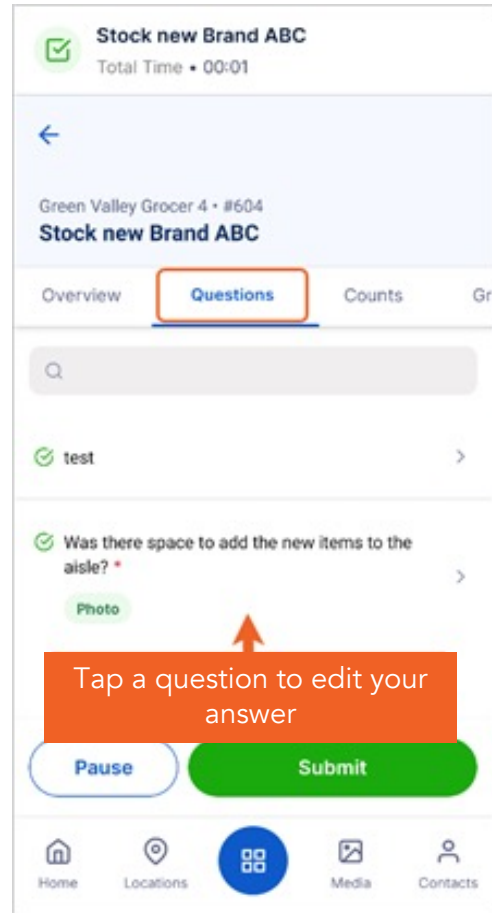 Stock new Brand ABC
Total Time • 00:01
Green Valley Grocer 4 • #604
Stock new Brand ABC
Overview Questions Counts Gr
test
Was there space to add the new items to the
aisle? *
Photo
Tap a question to edit your
answer
Pause Submit
Home Locations Media Contacts